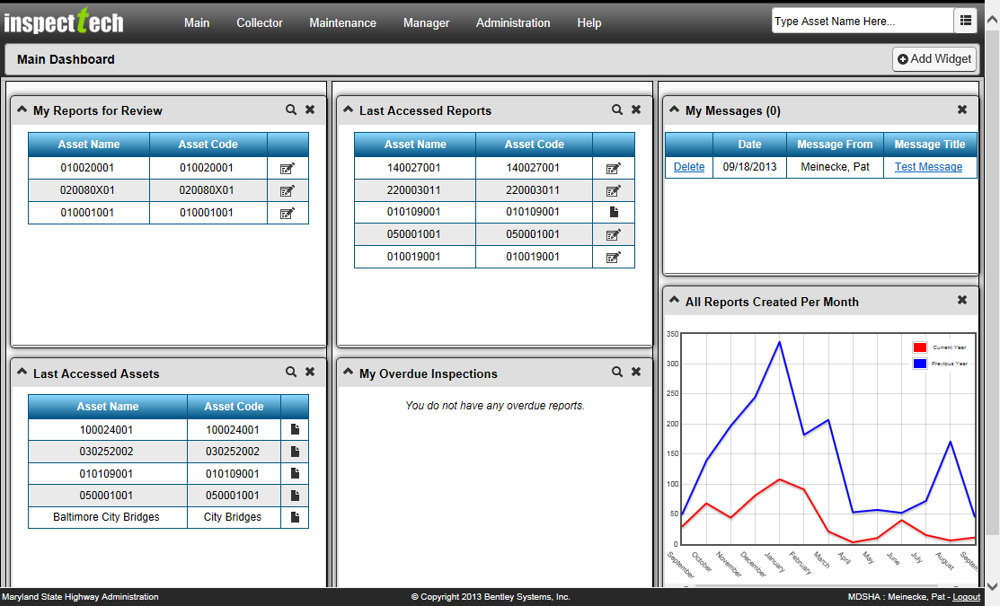 inspecttech
Main Collector Maintenance Manager Administration Help
Type Asset Name Here...
Main Dashboard
Add Widget
My Reports for Review
Asset Name Asset Code
010020001 010020001
020080X01 020080X01
010001001 010001001
Last Accessed Reports
Asset Name Asset Code
140027001 140027001
220003011 220003011
010109001 010109001
050001001 050001001
010019001 010019001
My Messages (0)
Date Message From Message Title
Delete 09/18/2013 Meinecke, Pat Test Message
Last Accessed Assets
Asset Name Asset Code
100024001 100024001
030252002 030252002
010109001 010109001
050001001 050001001
Baltimore City Bridges City Bridges
My Overdue Inspections
You do not have any overdue reports.
All Reports Created Per Month
350
300
250
200
150
100
50
0
Current Year
Previous Year
September October November December January February March April May June July August Septen
Maryland State Highway Administration
© Copyright 2013 Bentley Systems, Inc.
MDSHA : Meinecke, Pat - Logout